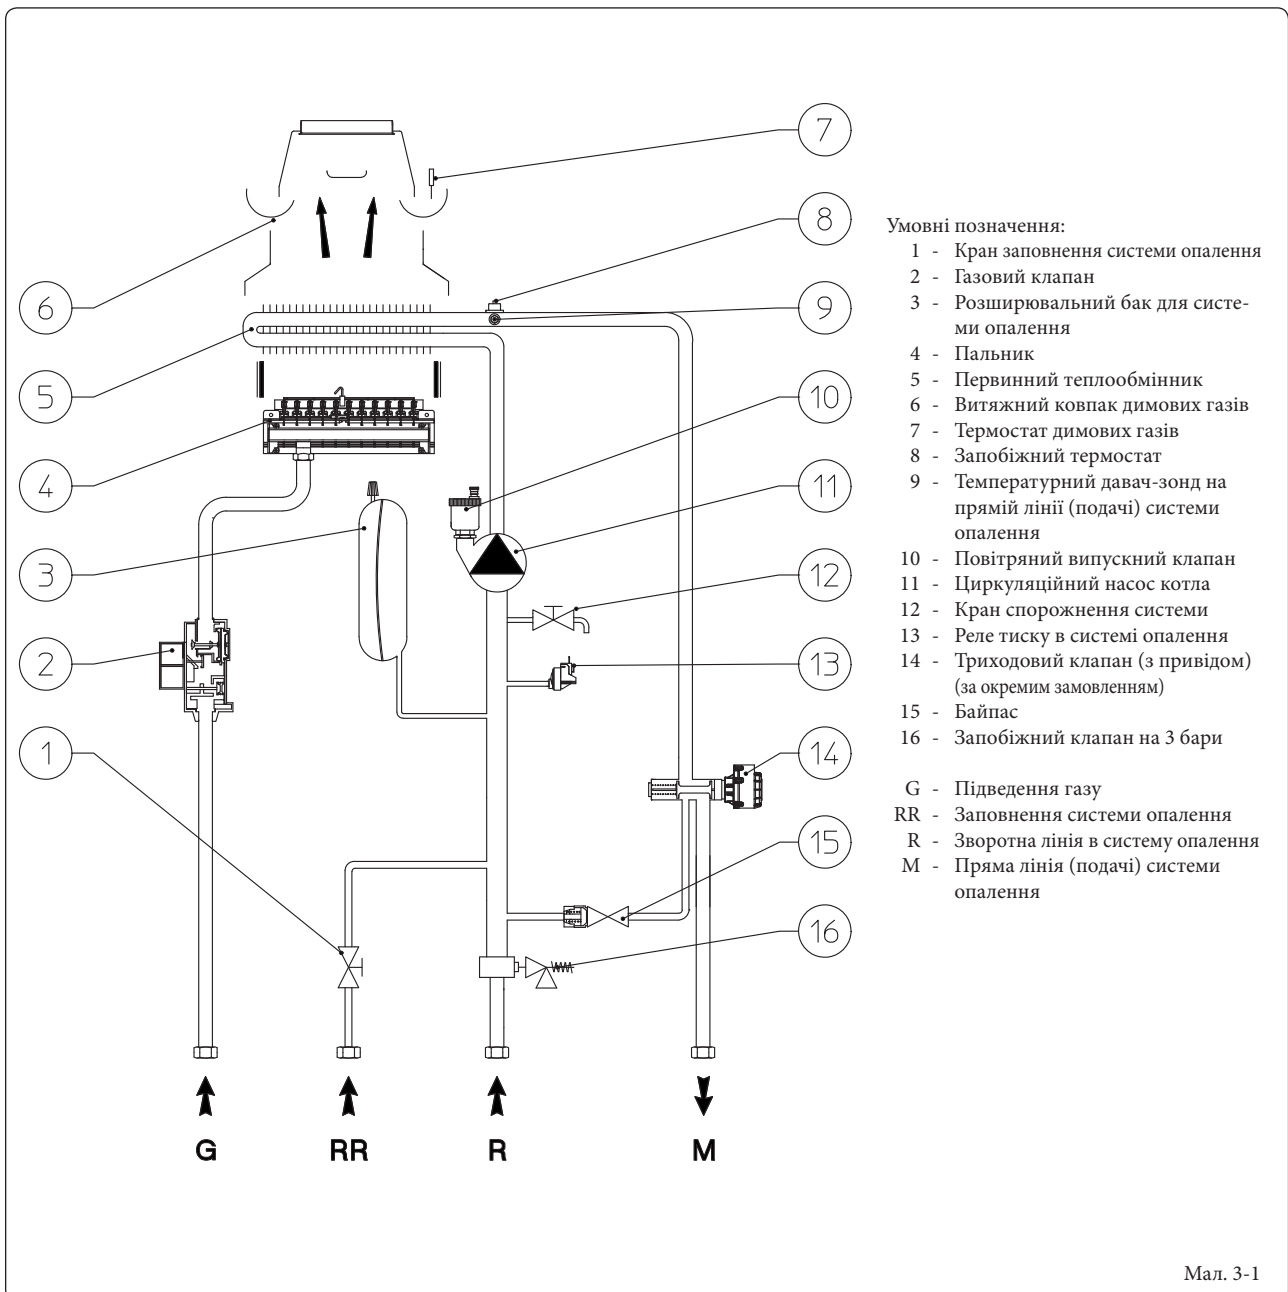 7
8
6
9
5
10
4
11
3
12
2
13
1
14
15
16
G
RR
R
M
Умовні позначення:
1 - Кран заповнення системи опалення
2 - Газовий клапан
3 - Розширювальний бак для систе-
ми опалення
4 - Пальник
5 - Первинний теплообмінник
6 - Витяжний ковпак димових газів
7 - Термостат димових газів
8 - Запобіжний термостат
9 - Температурний давач-зонд на
прямій лінії (подачі) системи
опалення
10 - Повітряний випускний клапан
11 - Циркуляційний насос котла
12 - Кран спорожнення системи
13 - Реле тиску в системі опалення
14 - Триходовий клапан (з привідом)
(за окремим замовленням)
15 - Байпас
16 - Запобіжний клапан на 3 бари
G - Підведення газу
RR - Заповнення системи опалення
R - Зворотна лінія в систему опалення
M - Пряма лінія (подачі) системи
опалення
Мал. 3-1